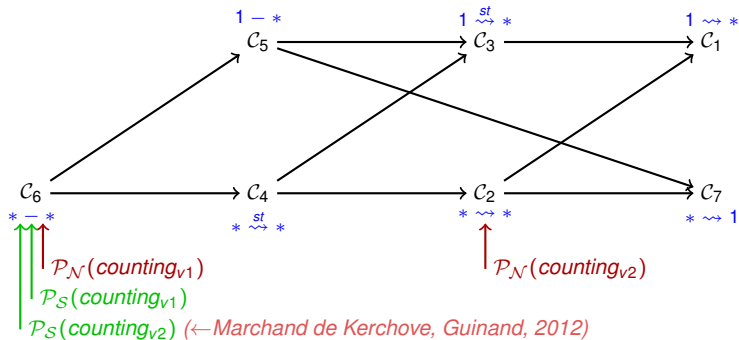 1 − ∗ 1 st⇝ ∗ 1 ⇝ ∗
𝒞5 𝒞3 𝒞1
𝒞6 𝒞4 𝒞2 𝒞7
∗ − ∗ ∗ st⇝ ∗ ∗ ⇝ ∗ ∗ ⇝ 1
𝒫𝒩(countingv1) 𝒫𝒩(countingv2)
𝒫𝒮(countingv1)
𝒫𝒮(countingv2) (←Marchand de Kerchove, Guinand, 2012)